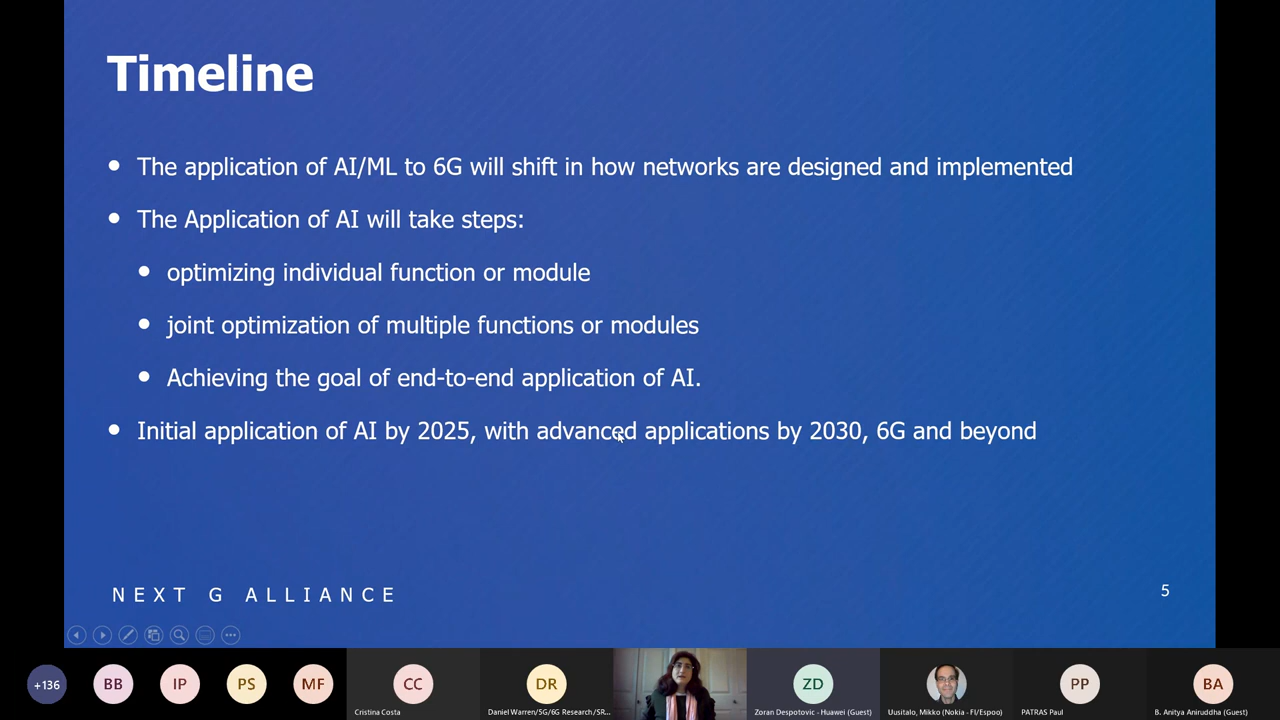 Timeline
The application of AI/ML to 6G will shift in how networks are designed and implemented
The Application of AI will take steps:
optimizing individual function or module
joint optimization of multiple functions or modules
Achieving the goal of end-to-end application of AI.
Initial application of AI by 2025, with advanced applications by 2030, 6G and beyond
NEXT G ALLIANCE
5
+136
BB
IP
PS
MF
CC
DR
ZD
PP
BA
Cristina Costa
Daniel Warren/5G/6G Research/SR...
Zoran Despotovic - Huawei (Guest)
Uusitalo, Mikko (Nokia - FI/Espoo)
PATRAS Paul
B. Anitya Aniruddha (Guest)